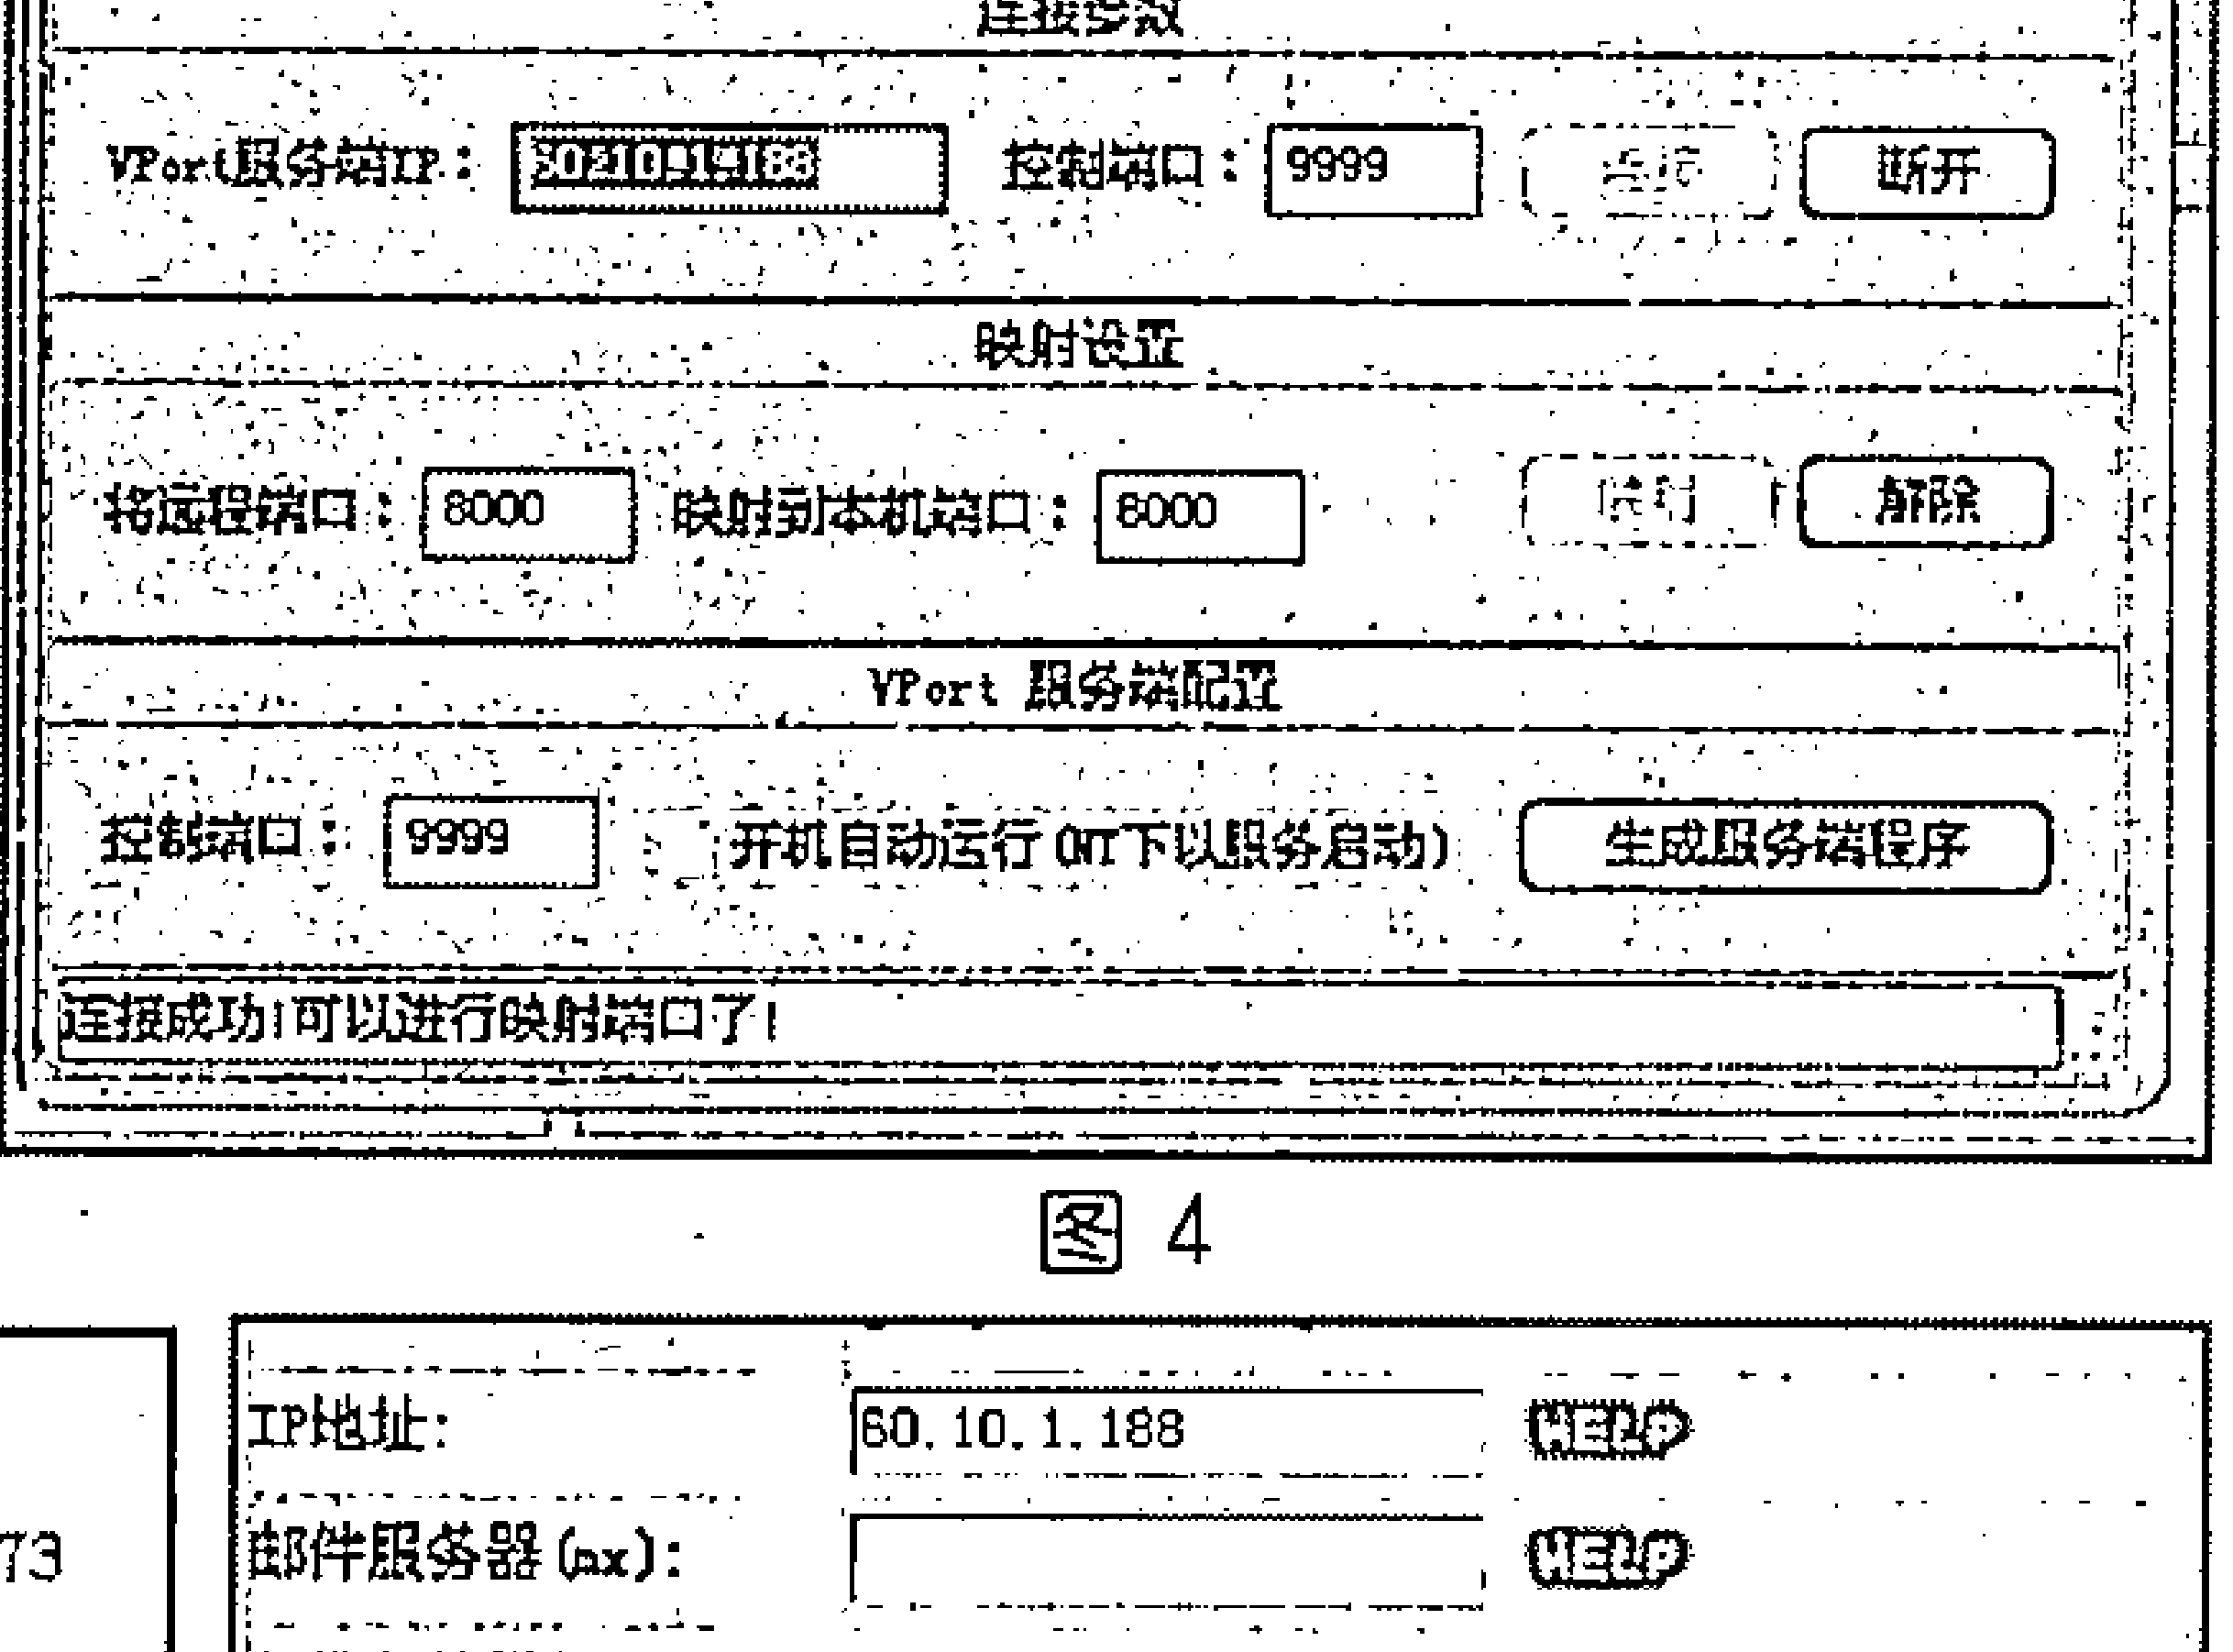 连接参数
VPort服务端IP： 控制端口： 9999 断开
映射设置
将远程端口： 8000 映射到本机端口： 8000 解除
VPort 服务端配置
控制端口： 9999 开机自动运行(NT下以服务启动) 生成服务端程序
连接成功!可以进行映射端口了!
图 4
IP地址: 60.10.1.188 HELP
73
邮件服务器(mx): HELP